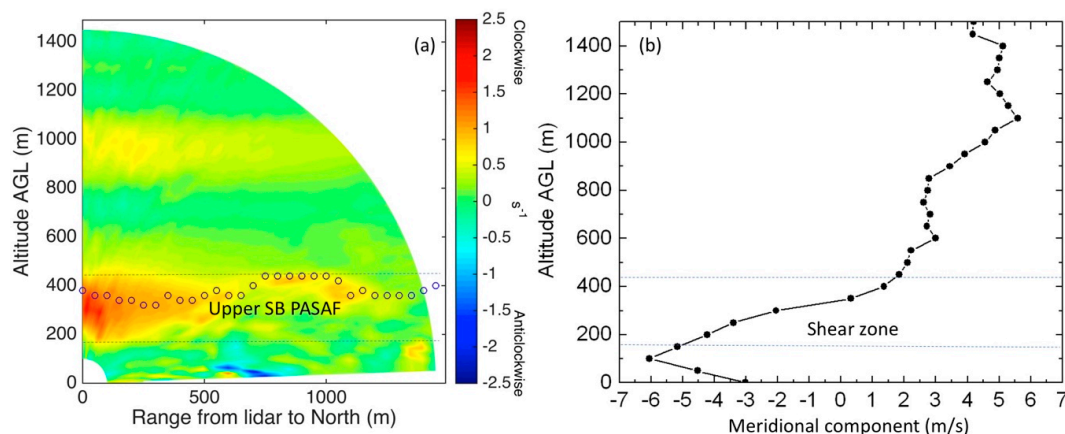 (a)
Altitude AGL (m)
1400
1200
1000
800
600
400
200
0
Upper SB PASAF
0
500
1000
Range from lidar to North (m)
Clockwise
2.5
2
1.5
1
0.5
0
-0.5
-1
-1.5
-2
-2.5
s⁻¹
Anticlockwise
(b)
Altitude AGL (m)
1400
1200
1000
800
600
400
200
0
Shear zone
-7 -6 -5 -4 -3 -2 -1 0 1 2 3 4 5 6 7
Meridional component (m/s)